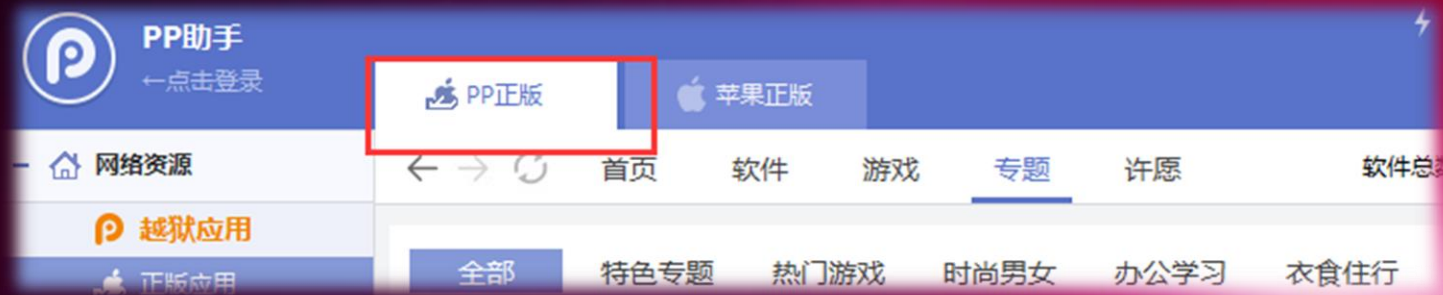 PP助手
←点击登录
PP正版
苹果正版
网络资源
首页 软件 游戏 专题 许愿 软件总
越狱应用
正版应用
全部 特色专题 热门游戏 时尚男女 办公学习 衣食住行